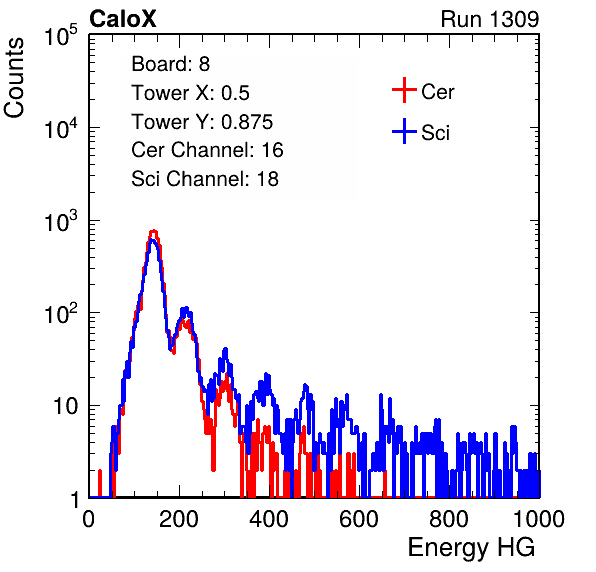 CaloX Run 1309
Counts
Board: 8
Tower X: 0.5
Tower Y: 0.875
Cer Channel: 16
Sci Channel: 18
Cer
Sci
10^5
10^4
10^3
10^2
10
1
0 200 400 600 800 1000
Energy HG